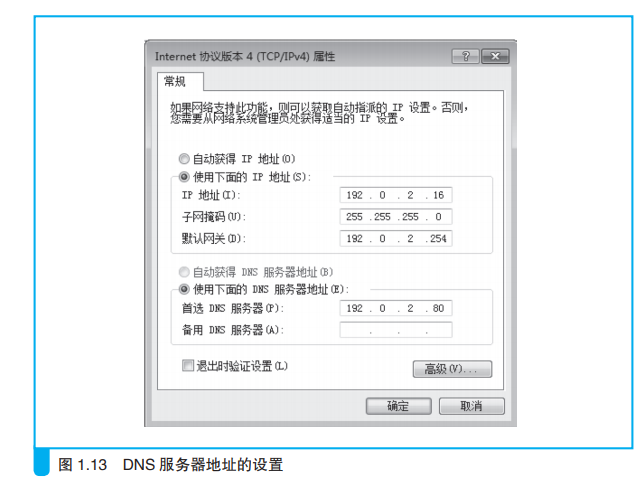 Internet 协议版本 4 (TCP/IPv4) 属性
常规
如果网络支持此功能，则可以获取自动指派的 IP 设置。否则，
您需要从网络系统管理员处获得适当的 IP 设置。
自动获得 IP 地址(O)
使用下面的 IP 地址(S):
IP 地址(I): 192 . 0 . 2 . 16
子网掩码(U): 255 .255 .255 . 0
默认网关(D): 192 . 0 . 2 .254
自动获得 DNS 服务器地址(B)
使用下面的 DNS 服务器地址(E):
首选 DNS 服务器(P): 192 . 0 . 2 . 80
备用 DNS 服务器(A): . . .
退出时验证设置(L)
高级(V)...
确定 取消
图 1.13 DNS 服务器地址的设置